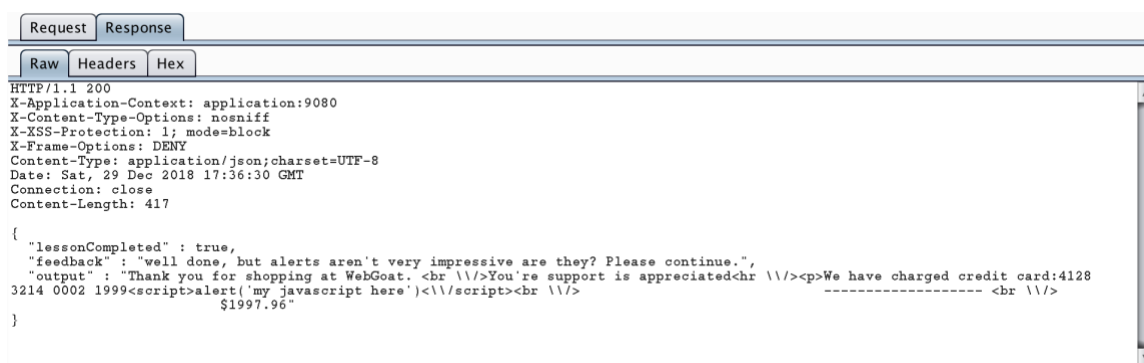 Request Response
Raw Headers Hex
HTTP/1.1 200
X-Application-Context: application:9080
X-Content-Type-Options: nosniff
X-XSS-Protection: 1; mode=block
X-Frame-Options: DENY
Content-Type: application/json;charset=UTF-8
Date: Sat, 29 Dec 2018 17:36:30 GMT
Connection: close
Content-Length: 417
{
"lessonCompleted" : true,
"feedback" : "well done, but alerts aren't very impressive are they? Please continue.",
"output" : "Thank you for shopping at WebGoat. <br \\/>You're support is appreciated<hr \\/><p>We have charged credit card:4128
3214 0002 1999<script>alert('my javascript here')<\\/script><br \\/> ------------------- <br \\/>
$1997.96"
}